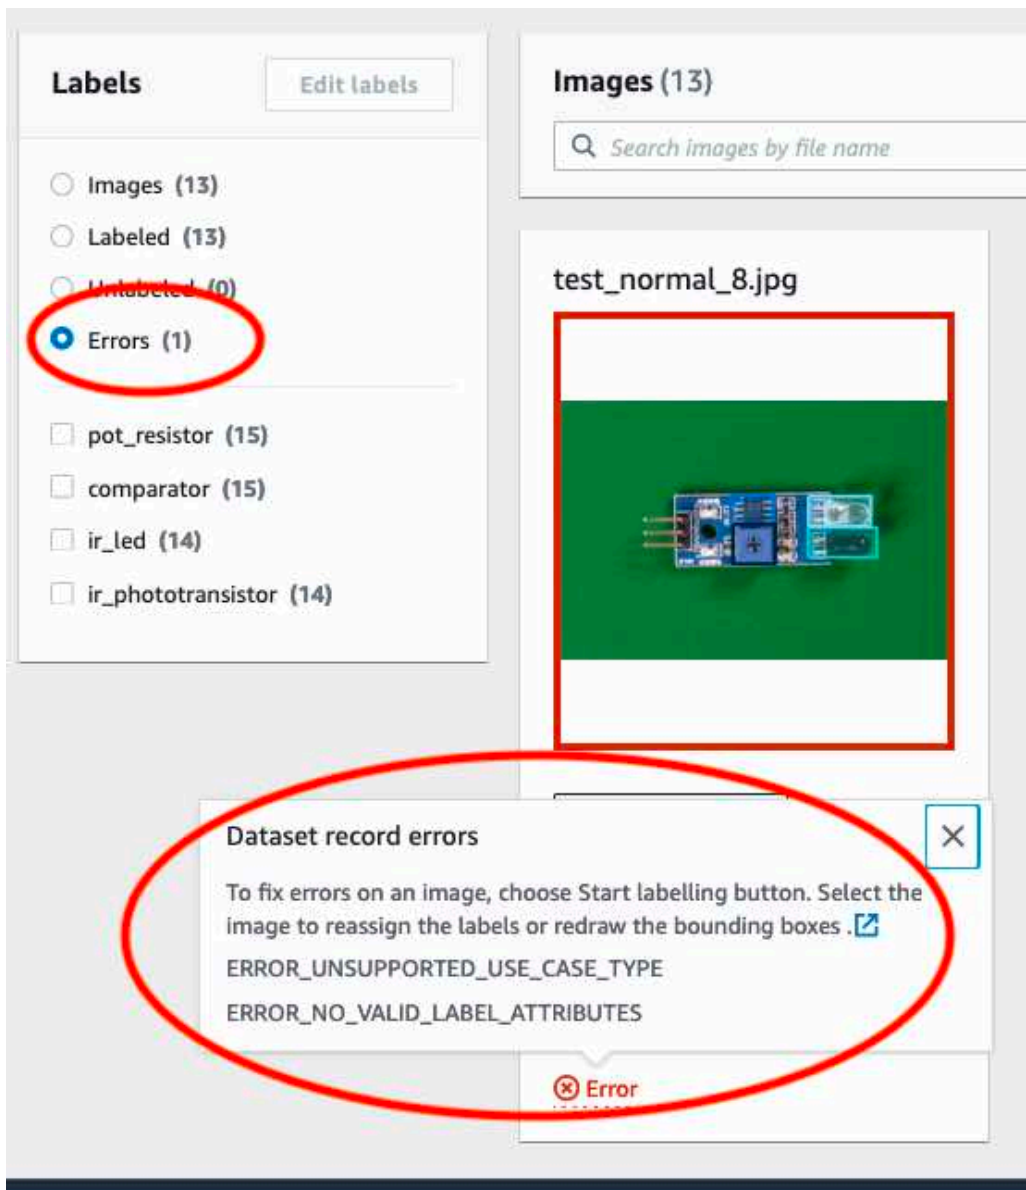 Labels
Edit labels
Images (13)
Labeled (13)
Unlabeled (0)
Errors (1)
pot_resistor (15)
comparator (15)
ir_led (14)
ir_phototransistor (14)
Images (13)
Search images by file name
test_normal_8.jpg
Dataset record errors
To fix errors on an image, choose Start labelling button. Select the
image to reassign the labels or redraw the bounding boxes .
ERROR_UNSUPPORTED_USE_CASE_TYPE
ERROR_NO_VALID_LABEL_ATTRIBUTES
Error